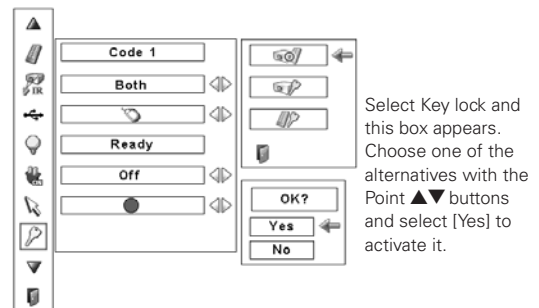 IR
Code 1
Both
Ready
Off
OK?
Yes
No
Select Key lock and
this box appears.
Choose one of the
alternatives with the
Point ▲▼ buttons
and select [Yes] to
activate it.